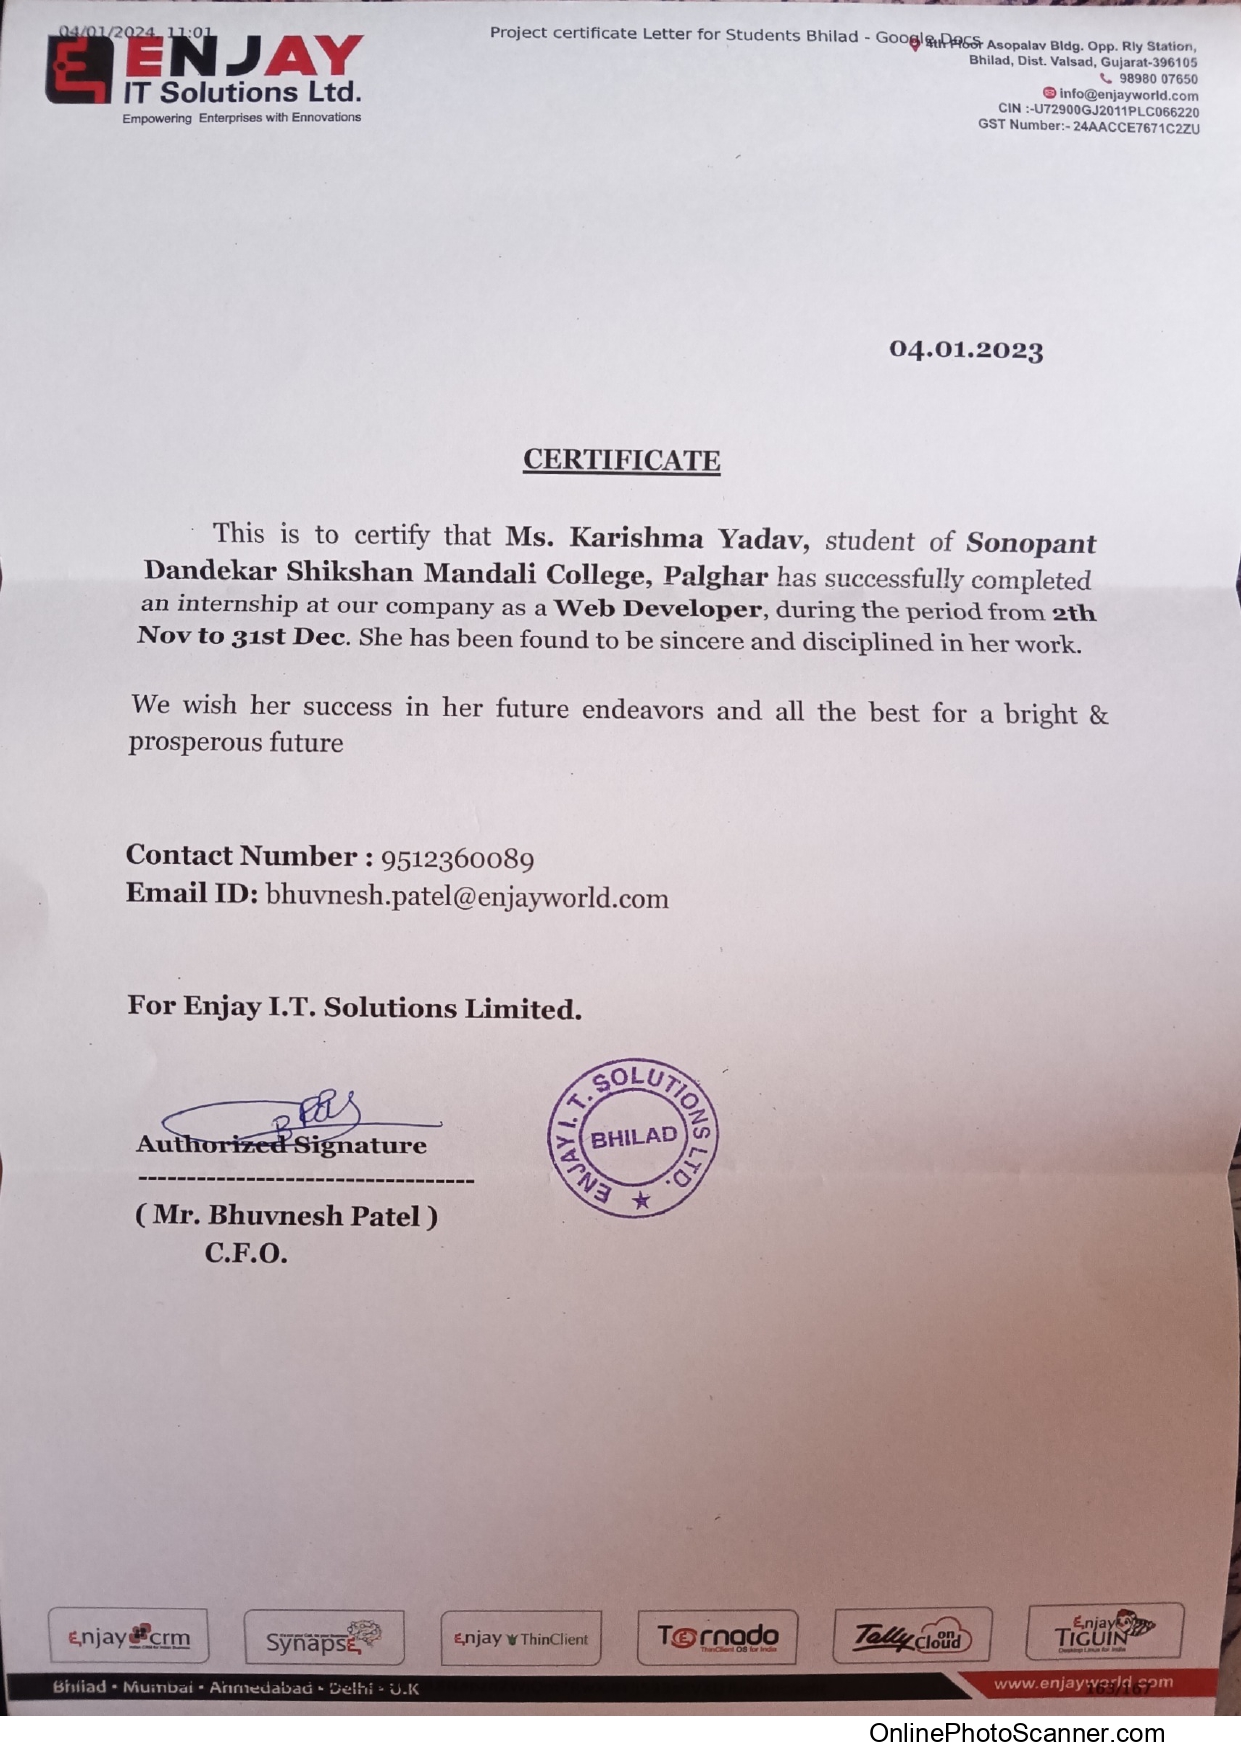 04/01/2024, 11:01
Project certificate Letter for Students Bhilad - Google Docs
ENJAY
IT Solutions Ltd.
Empowering Enterprises with Ennovations
4th Floor Asopalav Bldg. Opp. Rly Station,
Bhilad, Dist. Valsad, Gujarat-396105
98980 07650
info@enjayworld.com
CIN :-U72900GJ2011PLC066220
GST Number:- 24AACCE7671C2ZU
04.01.2023
CERTIFICATE
This is to certify that Ms. Karishma Yadav, student of Sonopant
Dandekar Shikshan Mandali College, Palghar has successfully completed
an internship at our company as a Web Developer, during the period from 2th
Nov to 31st Dec. She has been found to be sincere and disciplined in her work.
We wish her success in her future endeavors and all the best for a bright &
prosperous future
Contact Number : 9512360089
Email ID: bhuvnesh.patel@enjayworld.com
For Enjay I.T. Solutions Limited.
Authorized Signature
----------------------------------
( Mr. Bhuvnesh Patel )
C.F.O.
ENJAY I. T. SOLUTIONS LTD.
BHILAD
Enjay crm
Synapse
Enjay ThinClient
Tornado
ThinClient OS for India
Tally on Cloud
Enjay
TIGUIN
Bhilad • Mumbai • Ahmedabad • Delhi • U.K
www.enjayworld.com
163/167
OnlinePhotoScanner.com